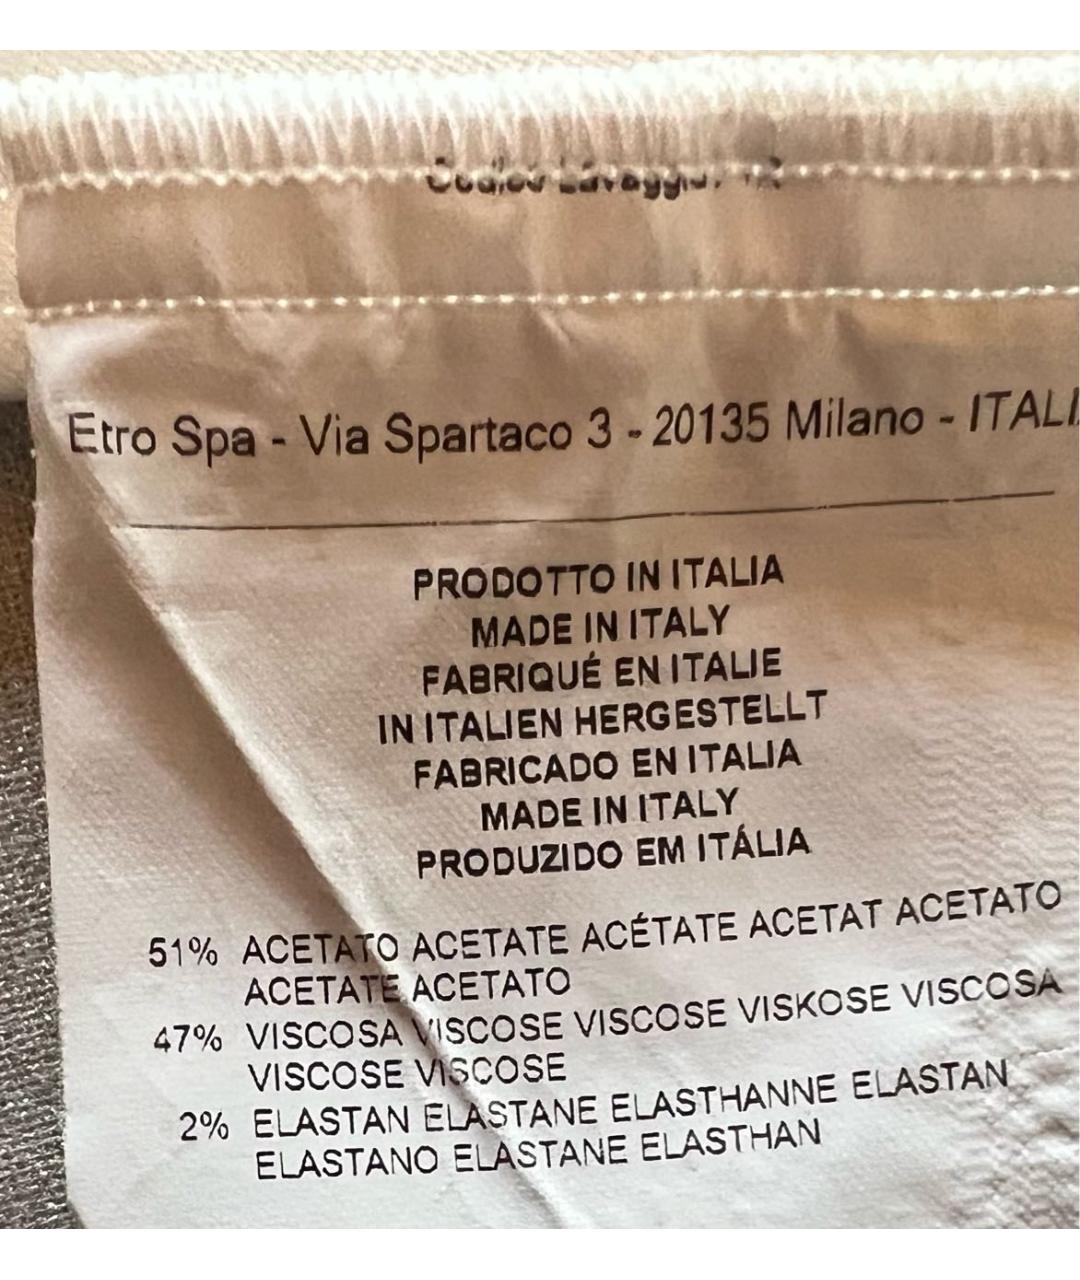 Codice Lavaggio:
Etro Spa - Via Spartaco 3 - 20135 Milano - ITALI
PRODOTTO IN ITALIA
MADE IN ITALY
FABRIQUÉ EN ITALIE
IN ITALIEN HERGESTELLT
FABRICADO EN ITALIA
MADE IN ITALY
PRODUZIDO EM ITÁLIA
51% ACETATO ACETATE ACÉTATE ACETAT ACETATO
ACETATE ACETATO
47% VISCOSA VISCOSE VISCOSE VISKOSE VISCOSA
VISCOSE VISCOSE
2% ELASTAN ELASTANE ELASTHANNE ELASTAN
ELASTANO ELASTANE ELASTHAN